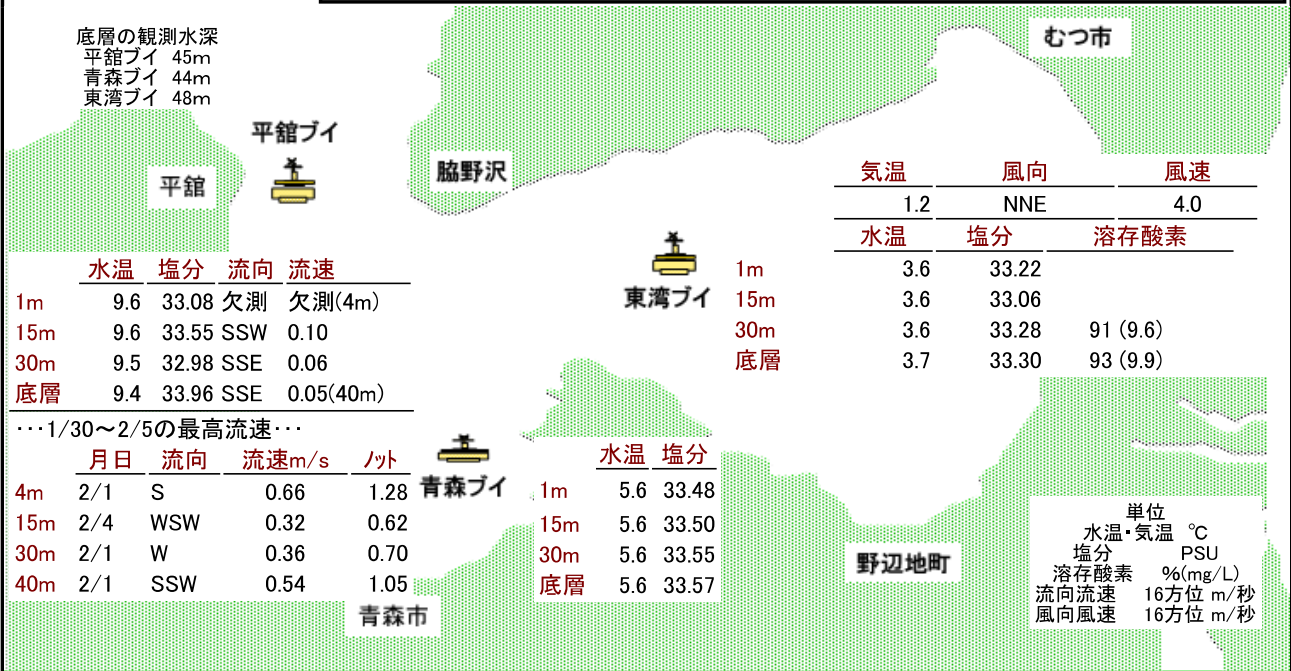 底層の観測水深
平舘ブイ 45m
青森ブイ 44m
東湾ブイ 48m
むつ市
平舘ブイ
平舘
脇野沢
気温 風向 風速
1.2 NNE 4.0
水温 塩分 溶存酸素
1m 3.6 33.22
15m 3.6 33.06
30m 3.6 33.28 91 (9.6)
底層 3.7 33.30 93 (9.9)
東湾ブイ
水温 塩分 流向 流速
1m 9.6 33.08 欠測 欠測(4m)
15m 9.6 33.55 SSW 0.10
30m 9.5 32.98 SSE 0.06
底層 9.4 33.96 SSE 0.05(40m)
･･･1/30～2/5の最高流速･･･
月日 流向 流速m/s ﾉｯﾄ
4m 2/1 S 0.66 1.28
15m 2/4 WSW 0.32 0.62
30m 2/1 W 0.36 0.70
40m 2/1 SSW 0.54 1.05
青森ブイ
水温 塩分
1m 5.6 33.48
15m 5.6 33.50
30m 5.6 33.55
底層 5.6 33.57
青森市
野辺地町
単位
水温・気温 ℃
塩分 PSU
溶存酸素 %(mg/L)
流向流速 16方位 m/秒
風向風速 16方位 m/秒